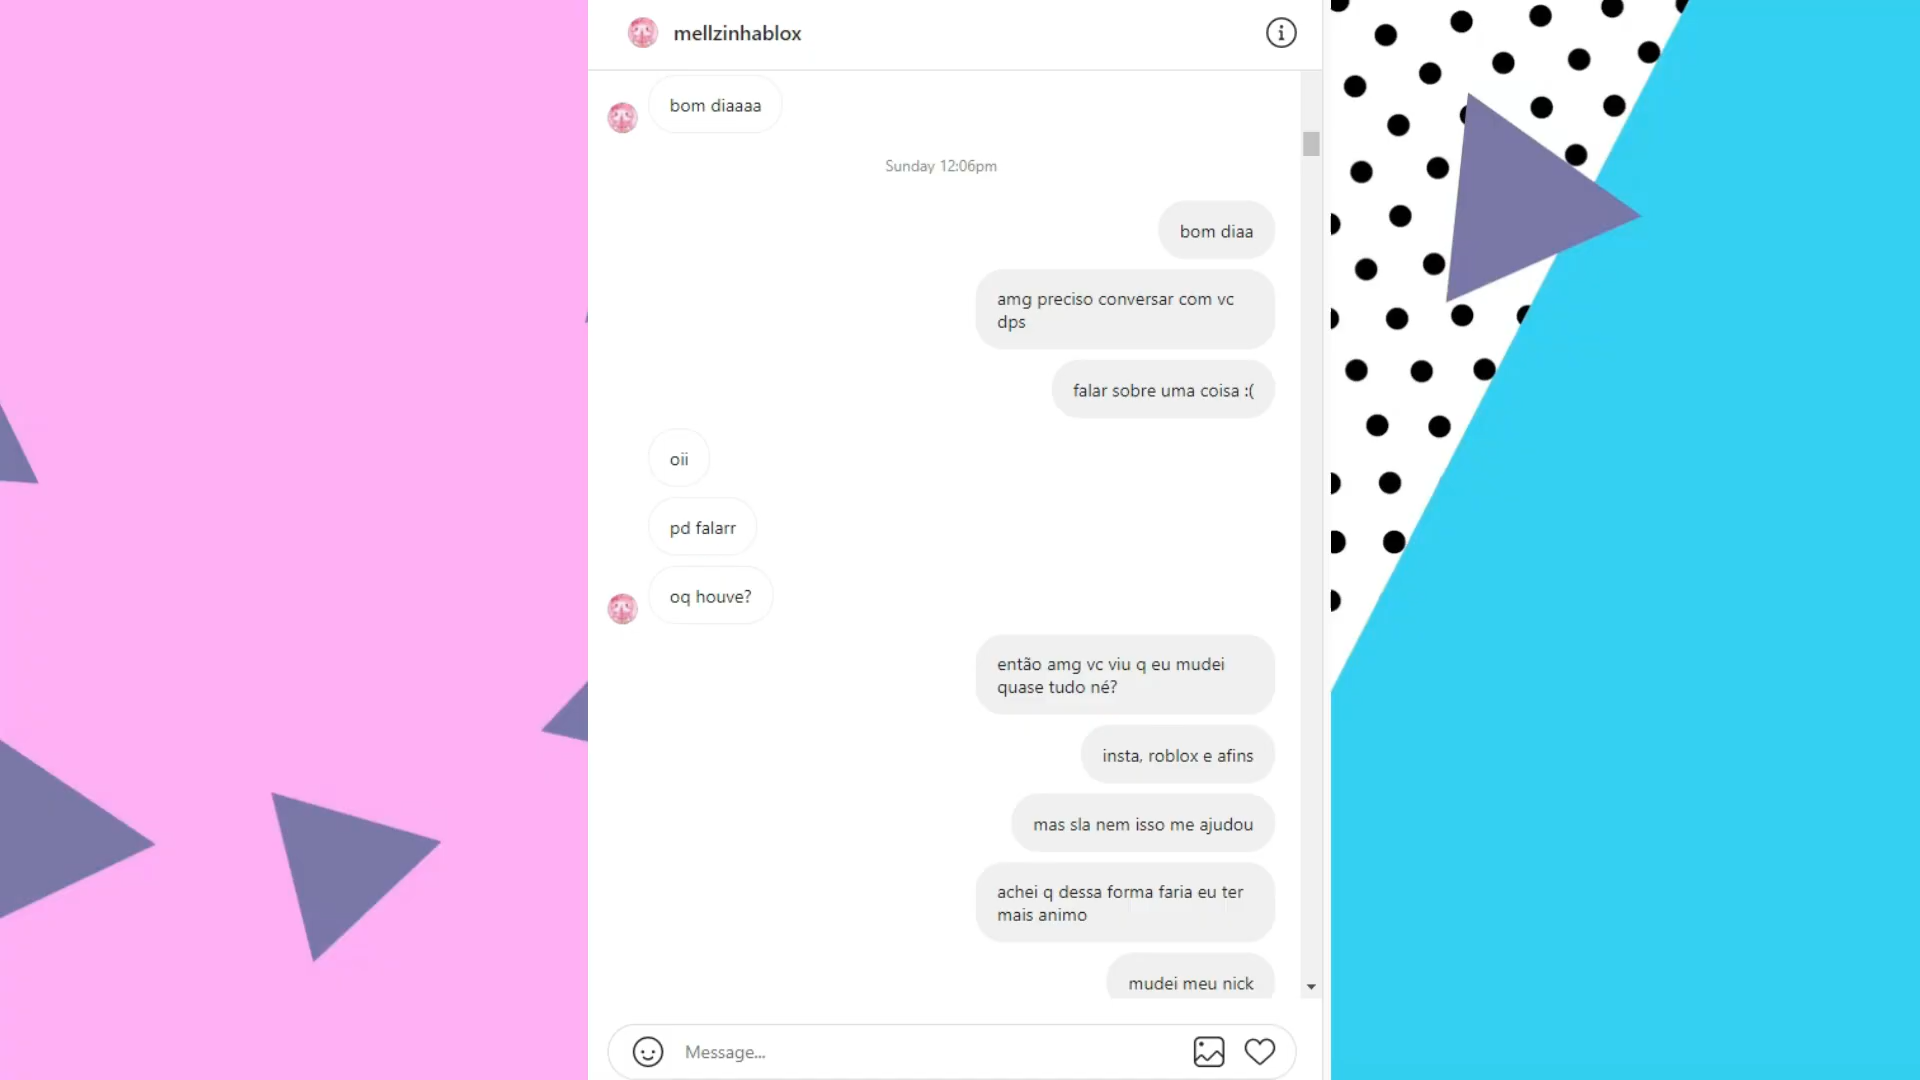 mellzinhablox
bom diaaaa
Sunday 12:06pm
bom diaa
amg preciso conversar com vc
dps
falar sobre uma coisa :(
oii
pd falarr
oq houve?
então amg vc viu q eu mudei
quase tudo né?
insta, roblox e afins
mas sla nem isso me ajudou
achei q dessa forma faria eu ter
mais animo
mudei meu nick
Message...